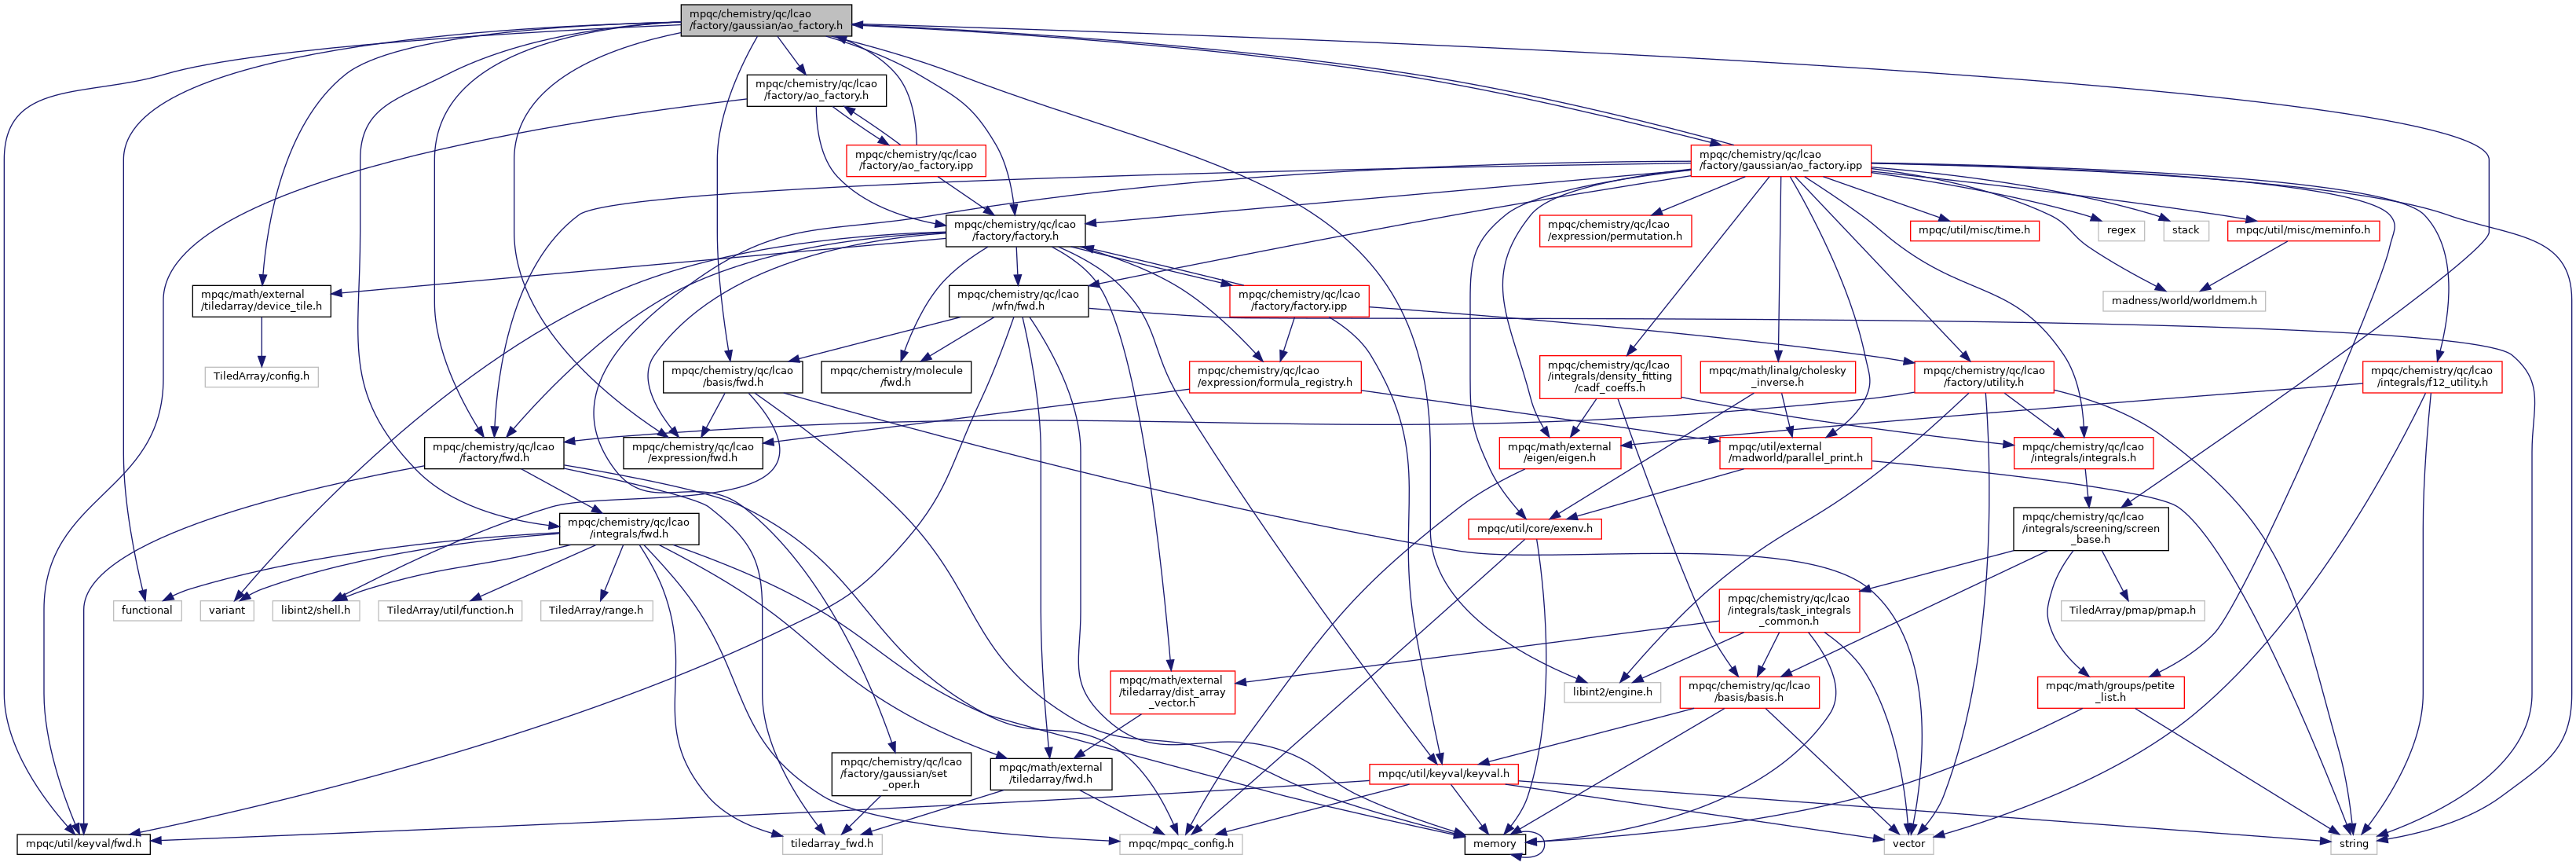 mpqc/chemistry/qc/lcao
/factory/gaussian/ao_factory.h
mpqc/chemistry/qc/lcao
/factory/ao_factory.h
mpqc/chemistry/qc/lcao
/factory/ao_factory.ipp
mpqc/chemistry/qc/lcao
/factory/gaussian/ao_factory.ipp
mpqc/chemistry/qc/lcao
/factory/factory.h
mpqc/chemistry/qc/lcao
/expression/permutation.h
mpqc/util/misc/time.h
regex
stack
mpqc/util/misc/meminfo.h
mpqc/math/external
/tiledarray/device_tile.h
mpqc/chemistry/qc/lcao
/wfn/fwd.h
mpqc/chemistry/qc/lcao
/factory/factory.ipp
madness/world/worldmem.h
TiledArray/config.h
mpqc/chemistry/qc/lcao
/basis/fwd.h
mpqc/chemistry/molecule
/fwd.h
mpqc/chemistry/qc/lcao
/expression/formula_registry.h
mpqc/chemistry/qc/lcao
/integrals/density_fitting
/cadf_coeffs.h
mpqc/math/linalg/cholesky
_inverse.h
mpqc/chemistry/qc/lcao
/factory/utility.h
mpqc/chemistry/qc/lcao
/integrals/f12_utility.h
mpqc/chemistry/qc/lcao
/factory/fwd.h
mpqc/chemistry/qc/lcao
/expression/fwd.h
mpqc/math/external
/eigen/eigen.h
mpqc/util/external
/madworld/parallel_print.h
mpqc/chemistry/qc/lcao
/integrals/integrals.h
mpqc/chemistry/qc/lcao
/integrals/fwd.h
mpqc/util/core/exenv.h
mpqc/chemistry/qc/lcao
/integrals/screening/screen
_base.h
functional
variant
libint2/shell.h
TiledArray/util/function.h
TiledArray/range.h
mpqc/chemistry/qc/lcao
/integrals/task_integrals
_common.h
TiledArray/pmap/pmap.h
mpqc/math/external
/tiledarray/dist_array
_vector.h
libint2/engine.h
mpqc/chemistry/qc/lcao
/basis/basis.h
mpqc/math/groups/petite
_list.h
mpqc/chemistry/qc/lcao
/factory/gaussian/set
_oper.h
mpqc/math/external
/tiledarray/fwd.h
mpqc/util/keyval/keyval.h
mpqc/util/keyval/fwd.h
tiledarray_fwd.h
mpqc/mpqc_config.h
memory
vector
string